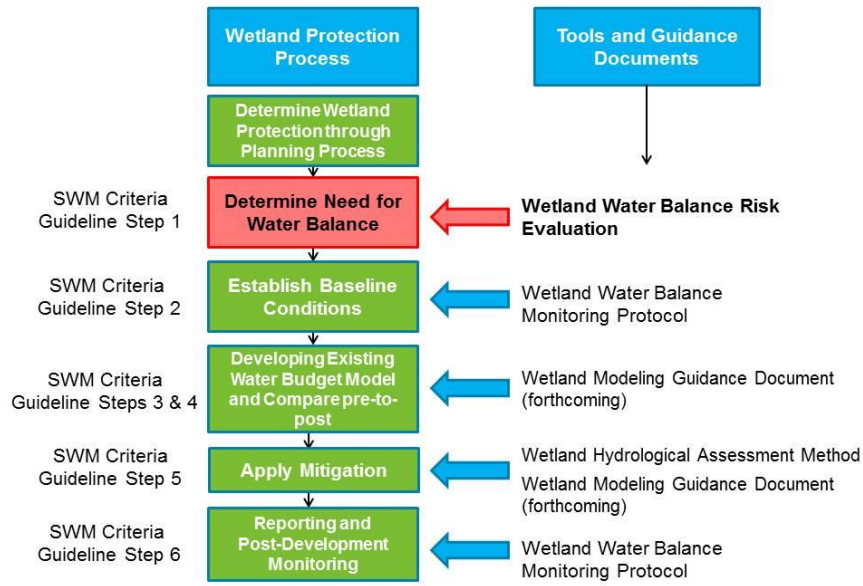 Wetland Protection
Process
Tools and Guidance
Documents
Determine Wetland
Protection through
Planning Process
SWM Criteria
Guideline Step 1
Determine Need for
Water Balance
Wetland Water Balance Risk
Evaluation
SWM Criteria
Guideline Step 2
Establish Baseline
Conditions
Wetland Water Balance
Monitoring Protocol
SWM Criteria
Guideline Steps 3 & 4
Developing Existing
Water Budget Model
and Compare pre-to-
post
Wetland Modeling Guidance Document
(forthcoming)
SWM Criteria
Guideline Step 5
Apply Mitigation
Wetland Hydrological Assessment Method
Wetland Modeling Guidance Document
(forthcoming)
SWM Criteria
Guideline Step 6
Reporting and
Post-Development
Monitoring
Wetland Water Balance
Monitoring Protocol